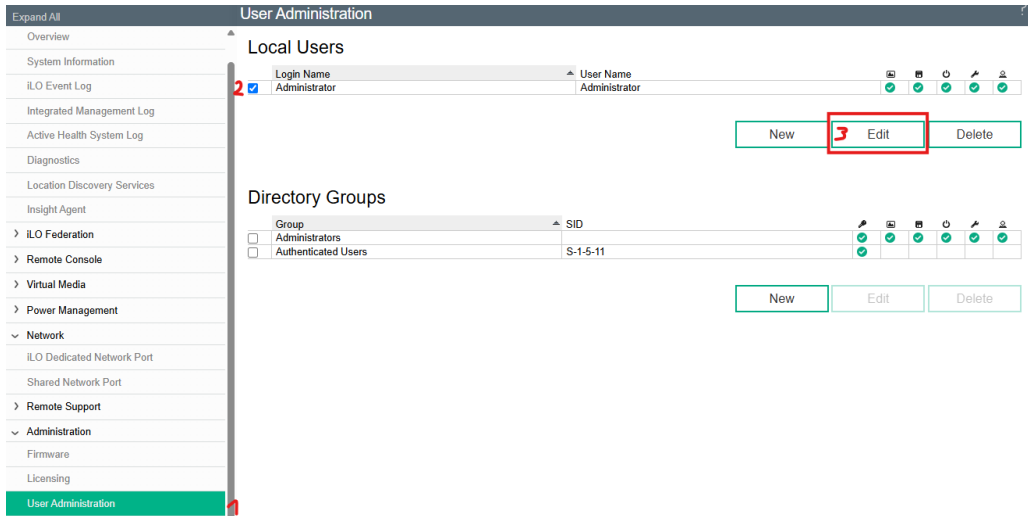 Expand All
User Administration
?
Overview
System Information
iLO Event Log
Integrated Management Log
Active Health System Log
Diagnostics
Location Discovery Services
Insight Agent
iLO Federation
Remote Console
Virtual Media
Power Management
Network
iLO Dedicated Network Port
Shared Network Port
Remote Support
Administration
Firmware
Licensing
User Administration 1
Local Users
Login Name User Name
2 Administrator Administrator
New 3 Edit Delete
Directory Groups
Group SID
Administrators
Authenticated Users S-1-5-11
New Edit Delete